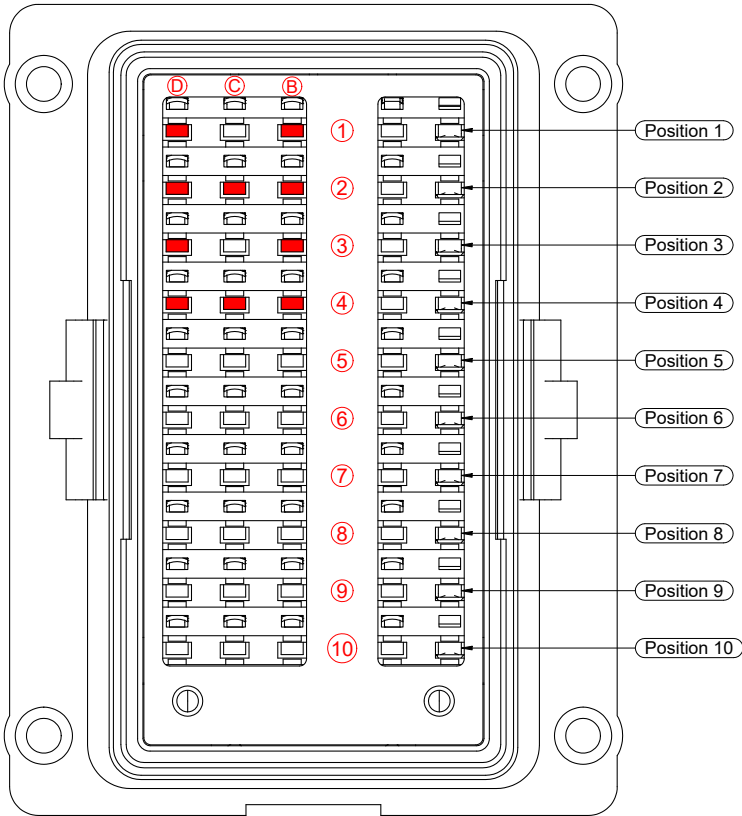 D C B
1 Position 1
2 Position 2
3 Position 3
4 Position 4
5 Position 5
6 Position 6
7 Position 7
8 Position 8
9 Position 9
10 Position 10